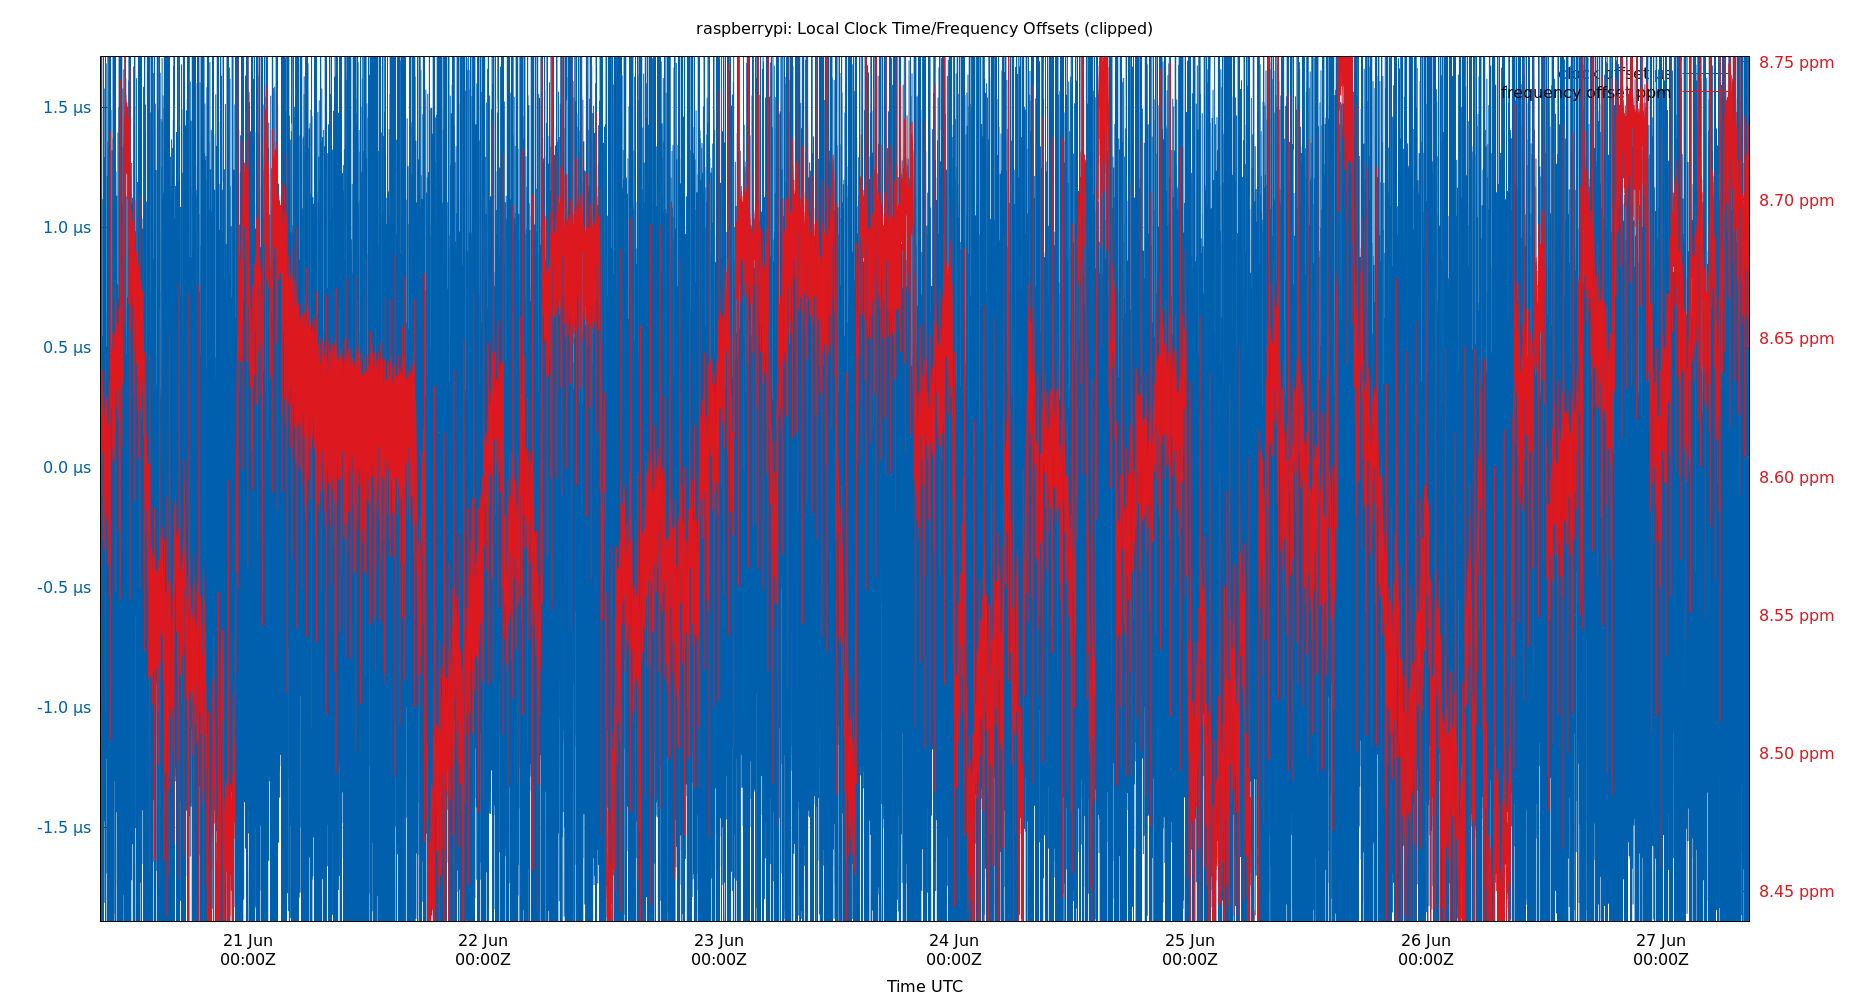 raspberrypi: Local Clock Time/Frequency Offsets (clipped)
8.75 ppm
clock offset µs
frequency offset ppm
1.5 µs
8.70 ppm
1.0 µs
8.65 ppm
0.5 µs
0.0 µs
8.60 ppm
-0.5 µs
8.55 ppm
-1.0 µs
8.50 ppm
-1.5 µs
8.45 ppm
21 Jun 22 Jun 23 Jun 24 Jun 25 Jun 26 Jun 27 Jun
00:00Z 00:00Z 00:00Z 00:00Z 00:00Z 00:00Z 00:00Z
Time UTC